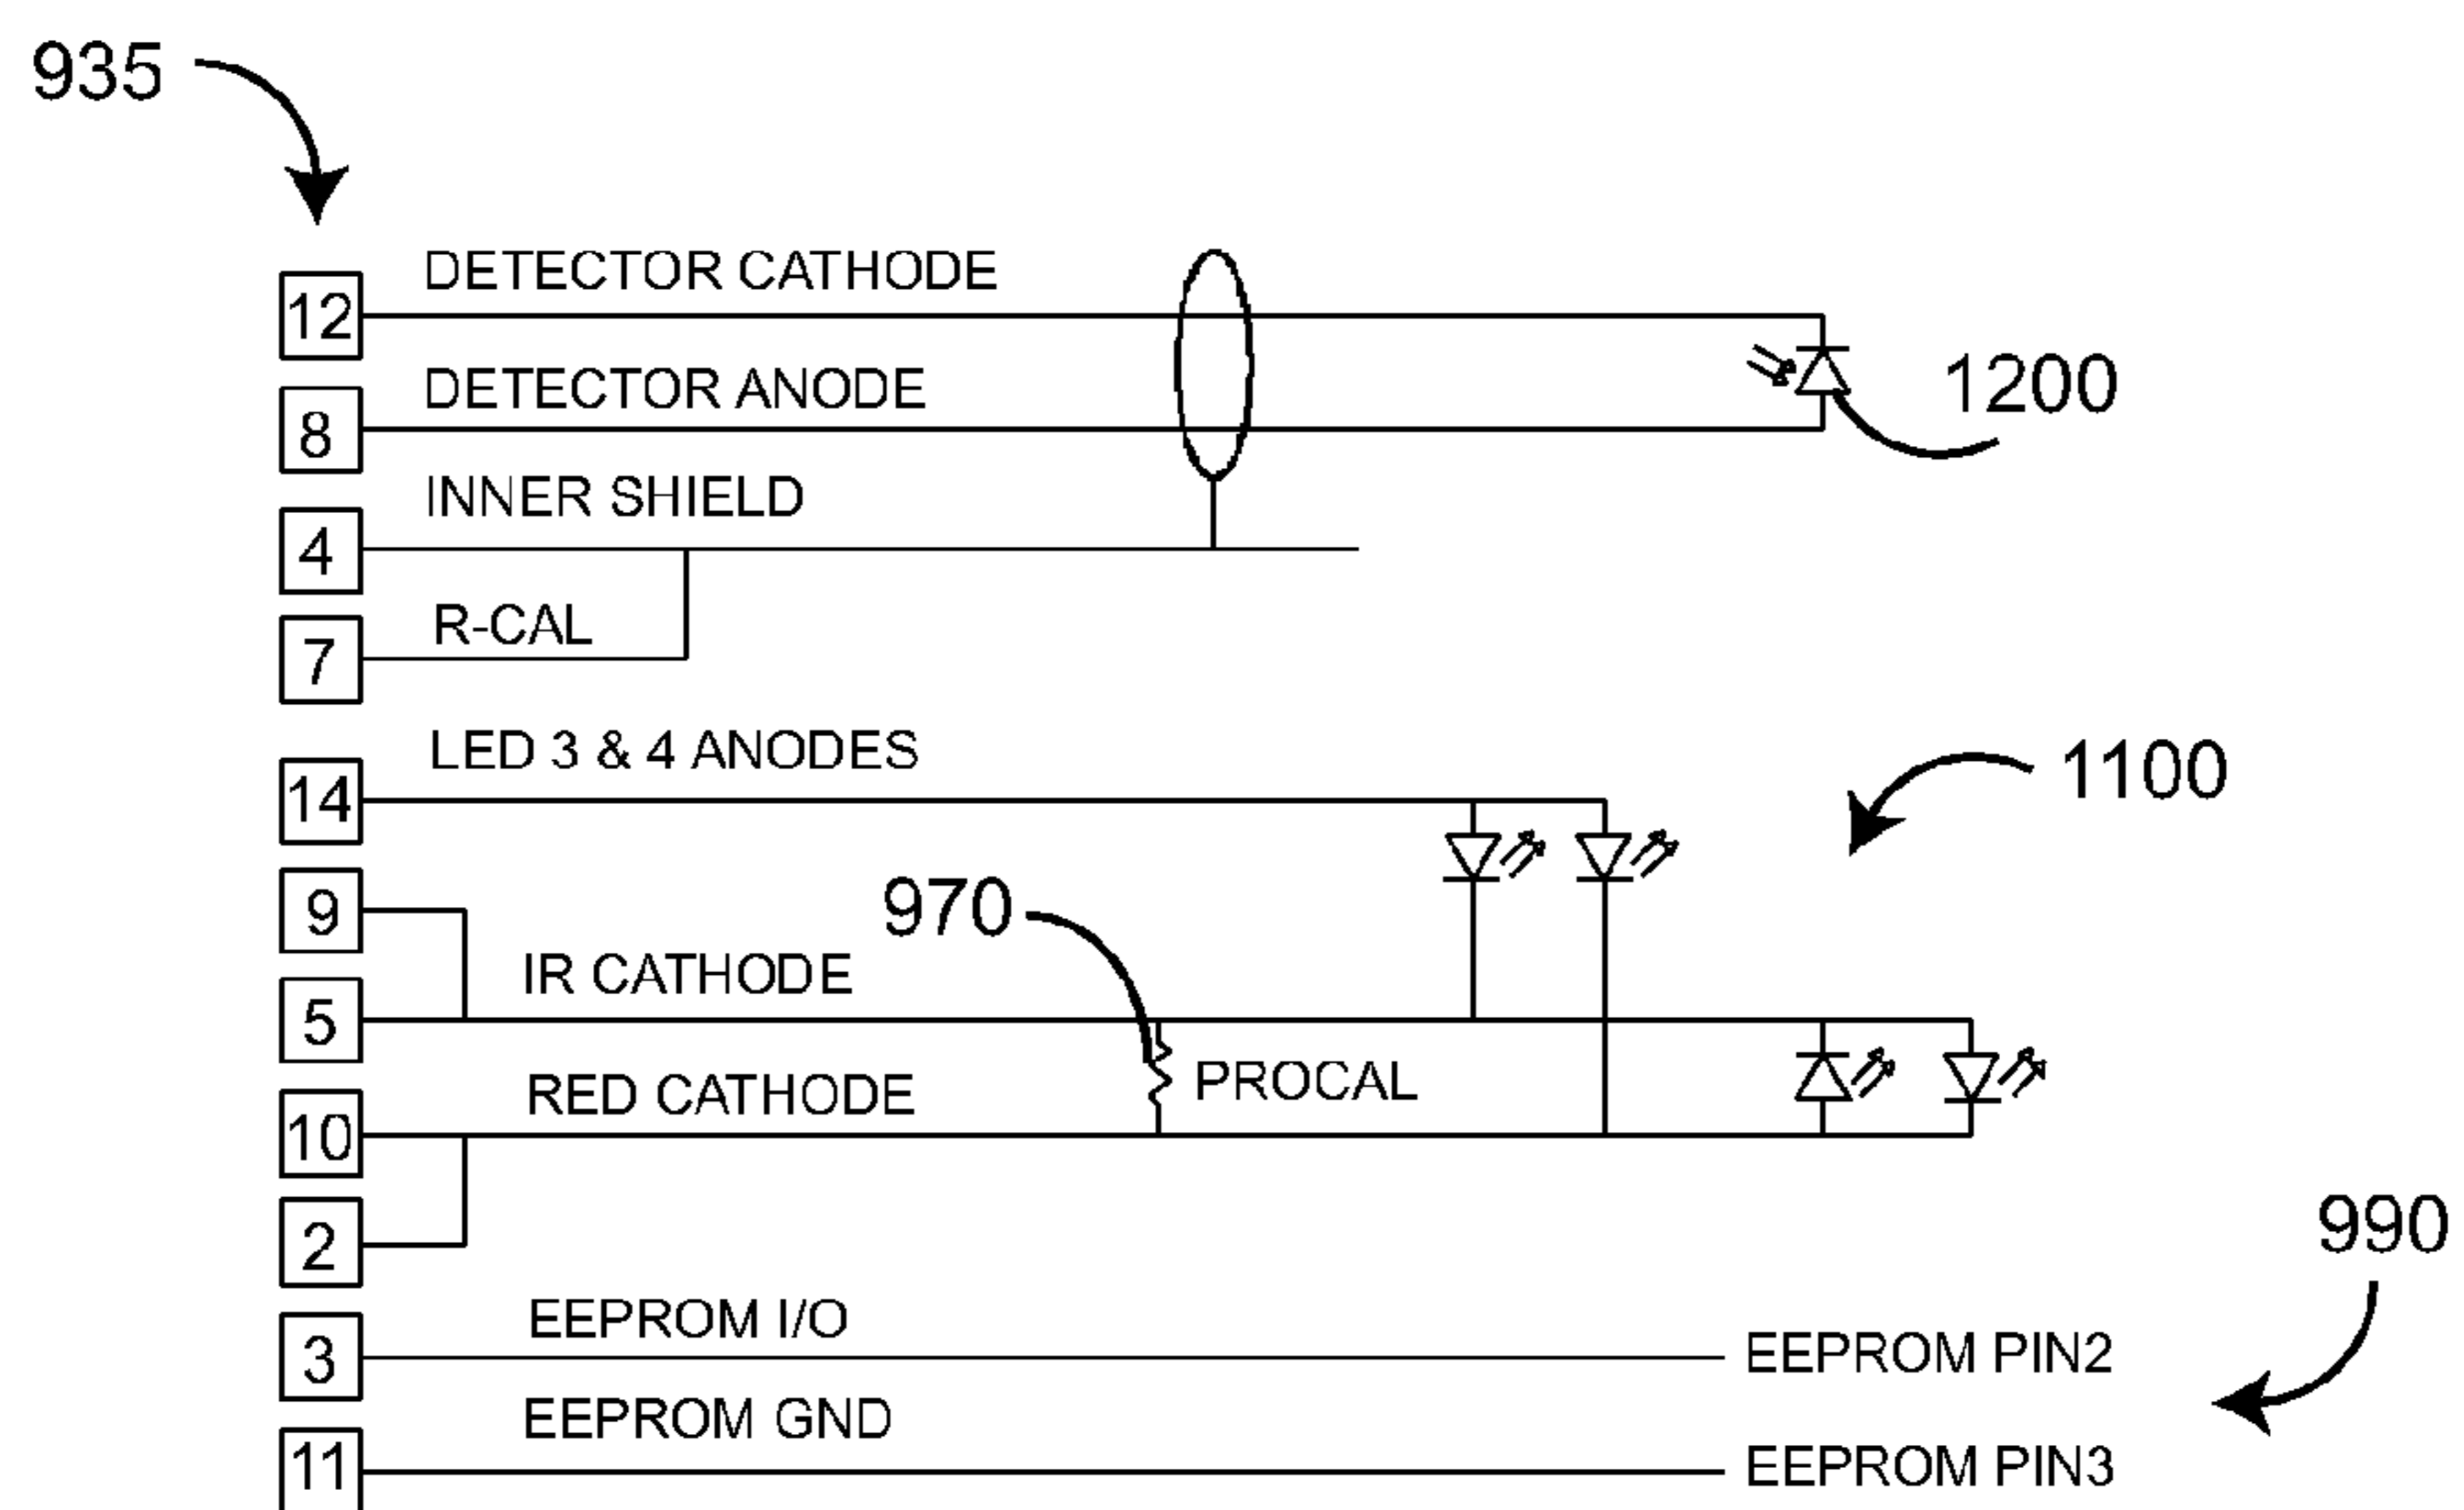 935
DETECTOR CATHODE
12
1200
DETECTOR ANODE
8
INNER SHIELD
4
R-CAL
7
LED 3 & 4 ANODES
1100
14
9
970
IR CATHODE
5
RED CATHODE
PROCAL
10
2
990
EEPROM I/O
3
EEPROM PIN2
EEPROM GND
11
EEPROM PIN3